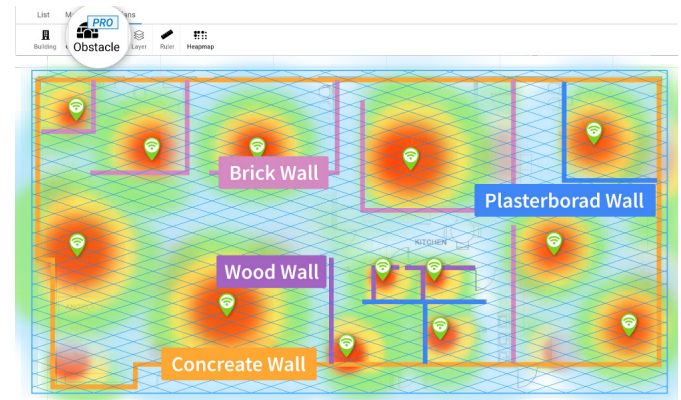 List
PRO
Building
Obstacle
Layer
Ruler
Heapmap
Brick Wall
Plasterborad Wall
KITCHEN
Wood Wall
Concreate Wall